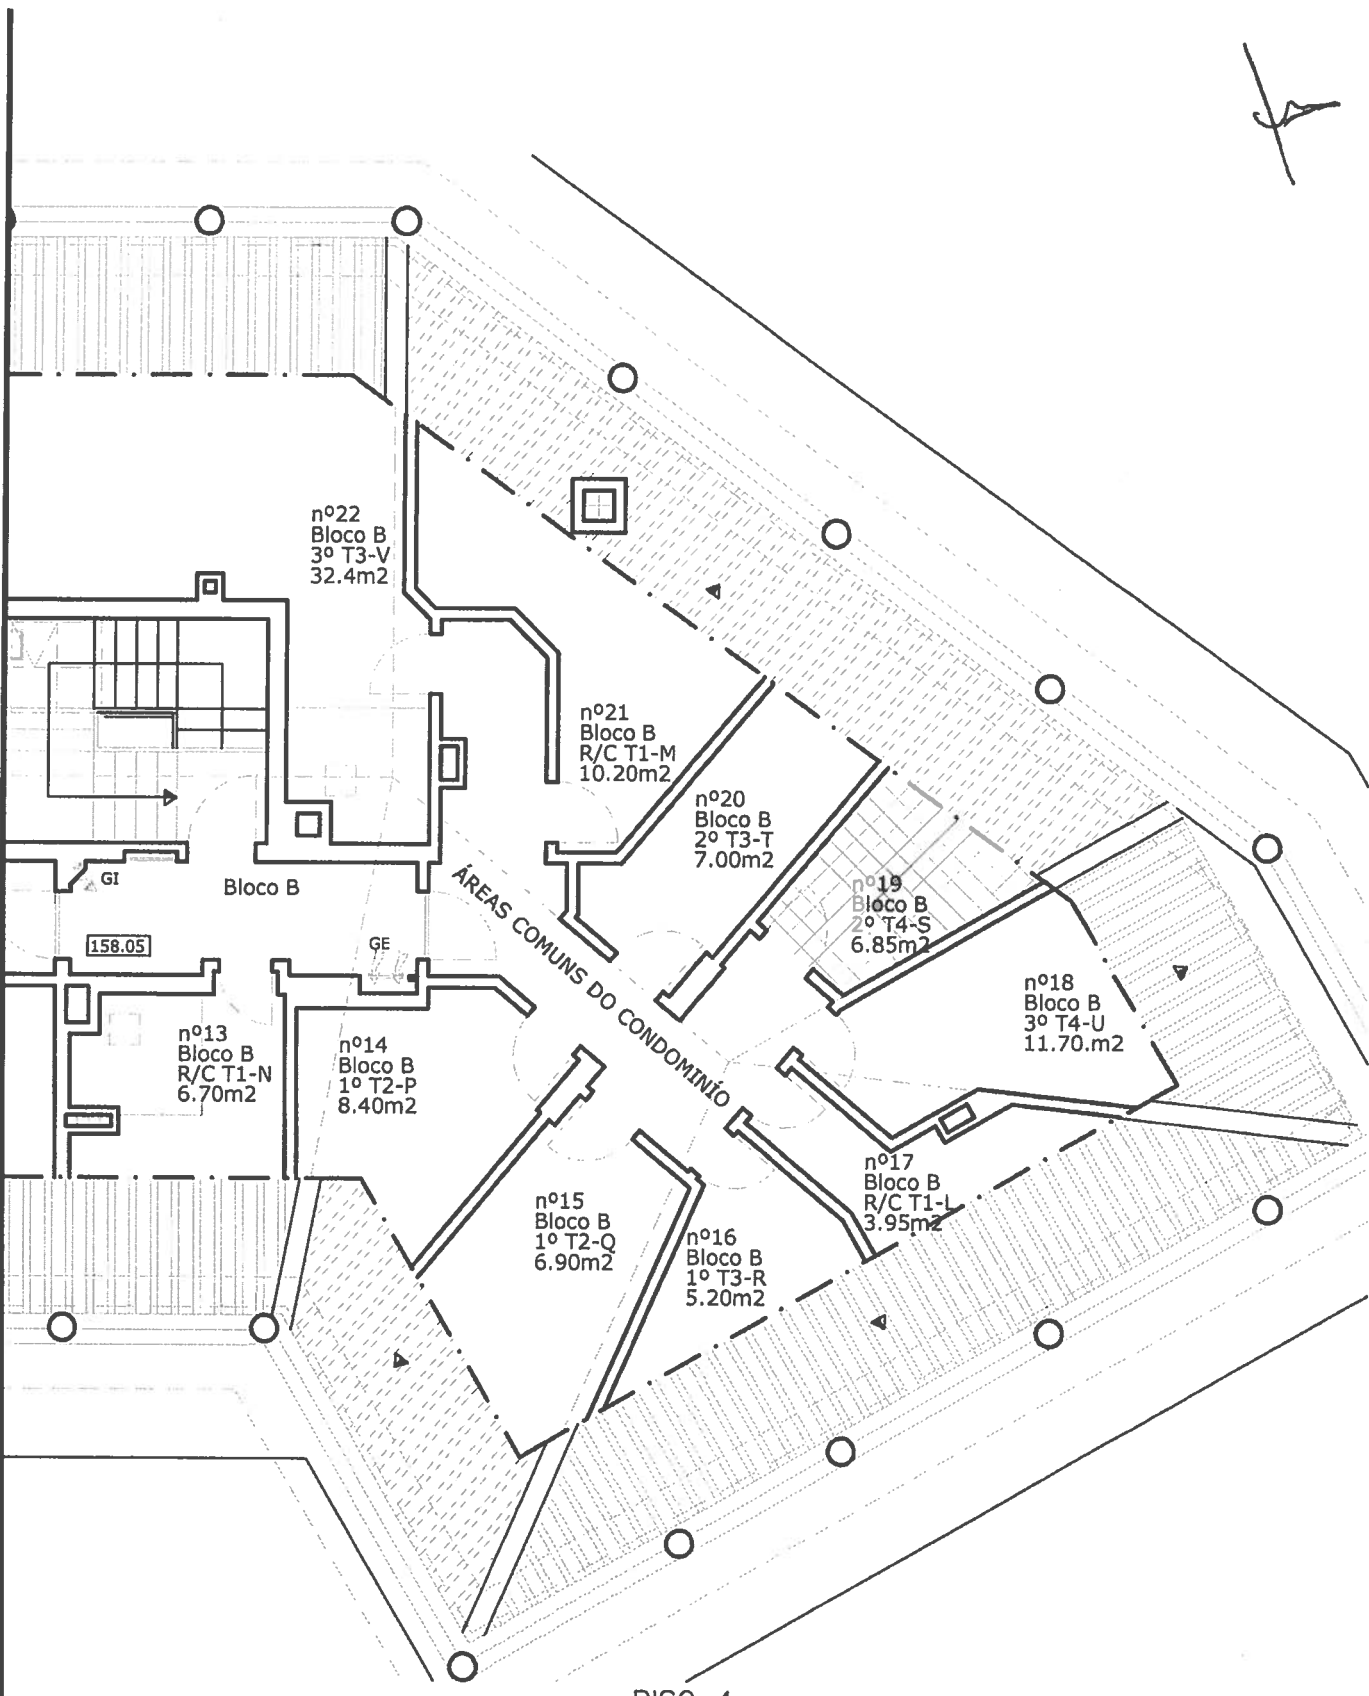 nº22
Bloco B
3º T3-V
32.4m2
nº21
Bloco B
R/C T1-M
10.20m2
nº20
Bloco B
2º T3-T
7.00m2
nº19
Bloco B
2º T4-S
6.85m2
GI
Bloco B
158.05
GE
ÁREAS COMUNS DO CONDOMINÍO
nº18
Bloco B
3º T4-U
11.70.m2
nº13
Bloco B
R/C T1-N
6.70m2
nº14
Bloco B
1º T2-P
8.40m2
nº17
Bloco B
R/C T1-L
3.95m2
nº15
Bloco B
1º T2-Q
6.90m2
nº16
Bloco B
1º T3-R
5.20m2